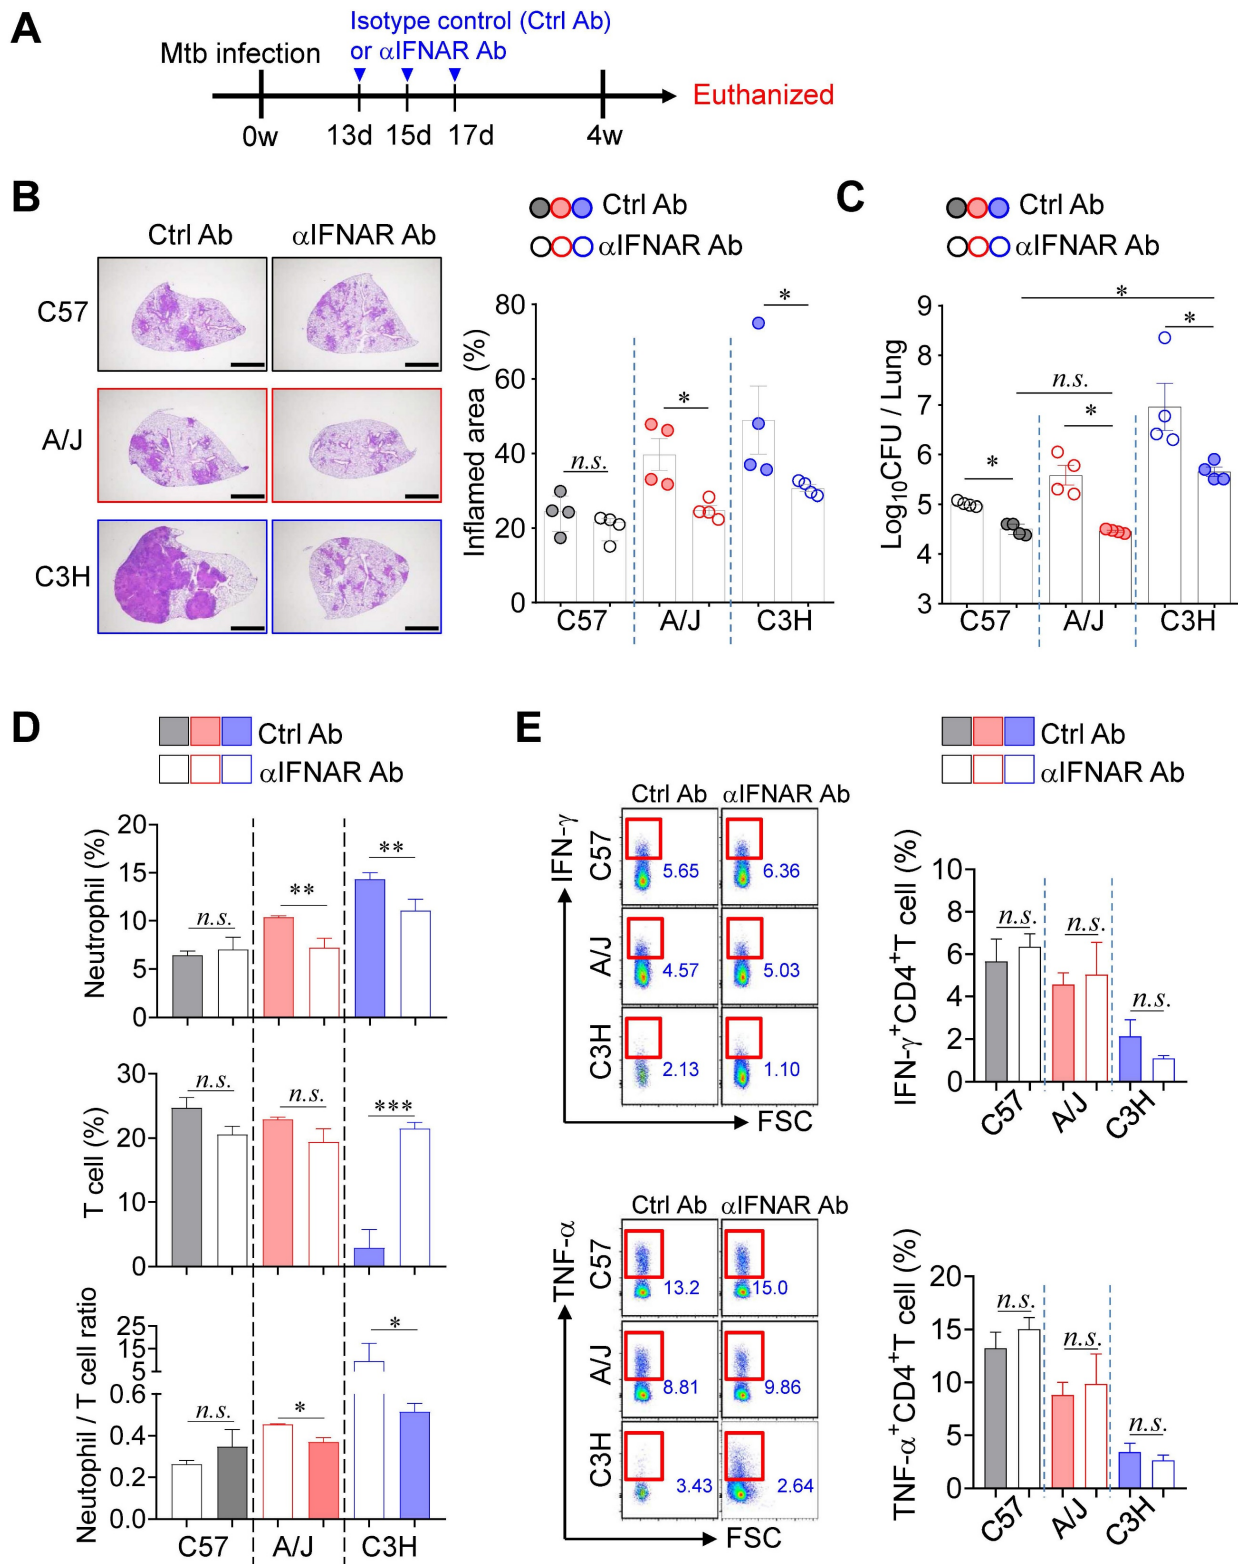 A
Isotype control (Ctrl Ab)
or αIFNAR Ab
Mtb infection
Euthanized
0w 13d 15d 17d 4w
B
Ctrl Ab αIFNAR Ab
C57
A/J
C3H
Ctrl Ab
αIFNAR Ab
Inflamed area (%)
80
60
40
20
0
n.s.
*
*
C57 A/J C3H
C
Ctrl Ab
αIFNAR Ab
Log10CFU / Lung
9
8
7
6
5
4
3
*
*
n.s.
*
*
C57 A/J C3H
D
Ctrl Ab
αIFNAR Ab
Neutrophil (%)
20
15
10
5
0
n.s.
**
**
T cell (%)
30
20
10
0
n.s.
n.s.
***
Neutophil / T cell ratio
25
15
5
0.6
0.4
0.2
0.0
n.s.
*
*
C57 A/J C3H
E
Ctrl Ab
αIFNAR Ab
Ctrl Ab αIFNAR Ab
IFN-γ
C57
5.65 6.36
A/J
4.57 5.03
C3H
2.13 1.10
FSC
IFN-γ+CD4+T cell (%)
10
8
6
4
2
0
n.s.
n.s.
n.s.
C57 A/J C3H
Ctrl Ab αIFNAR Ab
TNF-α
C57
13.2 15.0
A/J
8.81 9.86
C3H
3.43 2.64
FSC
TNF-α+CD4+T cell (%)
20
15
10
5
0
n.s.
n.s.
n.s.
C57 A/J C3H